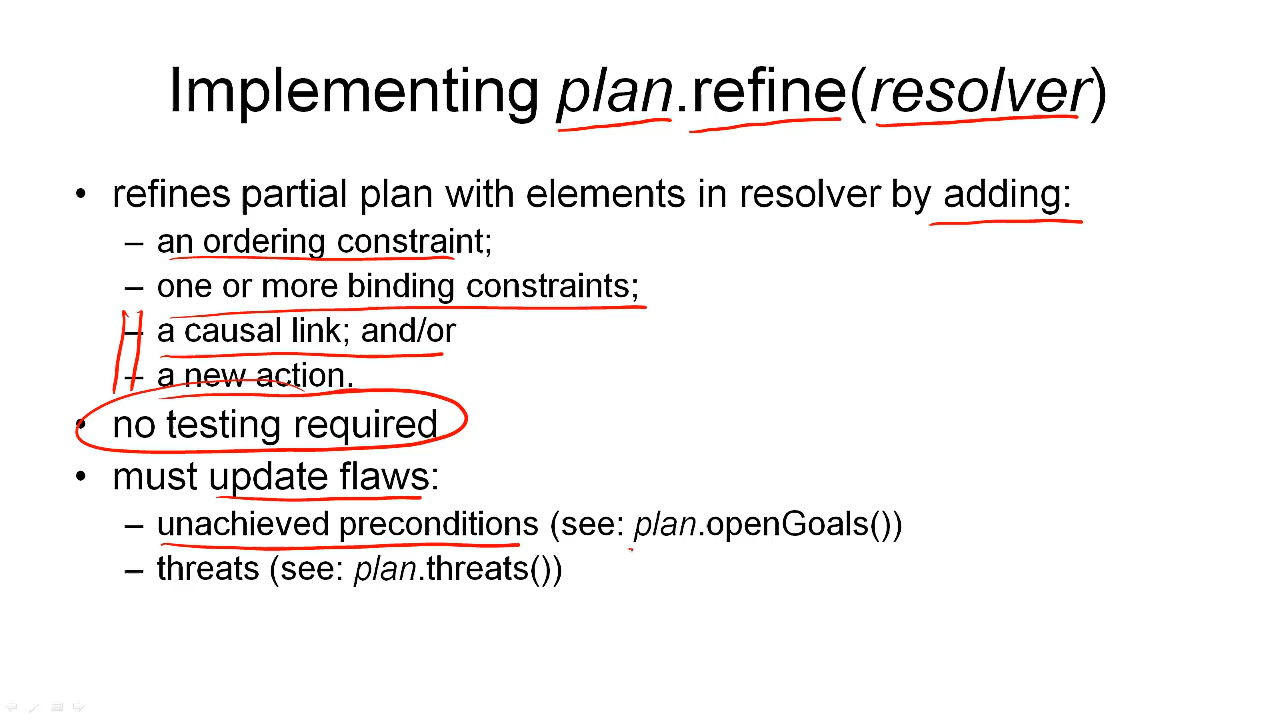 Implementing plan.refine(resolver)
• refines partial plan with elements in resolver by adding:
– an ordering constraint;
– one or more binding constraints;
– a causal link; and/or
– a new action.
• no testing required
• must update flaws:
– unachieved preconditions (see: plan.openGoals())
– threats (see: plan.threats())